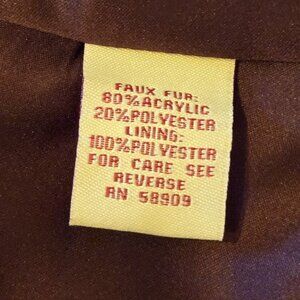 FAUX FUR:
80%ACRYLIC
20%POLYESTER
LINING:
100%POLYESTER
FOR CARE SEE
REVERSE
RN 58909